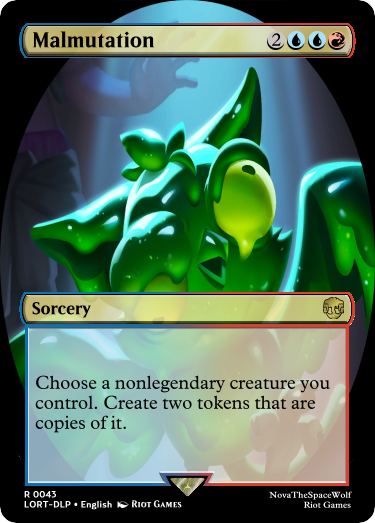 Malmutation 2
Sorcery
Choose a nonlegendary creature you
control. Create two tokens that are
copies of it.
R 0043
LORT-DLP • English Riot Games
NovaTheSpaceWolf
Riot Games